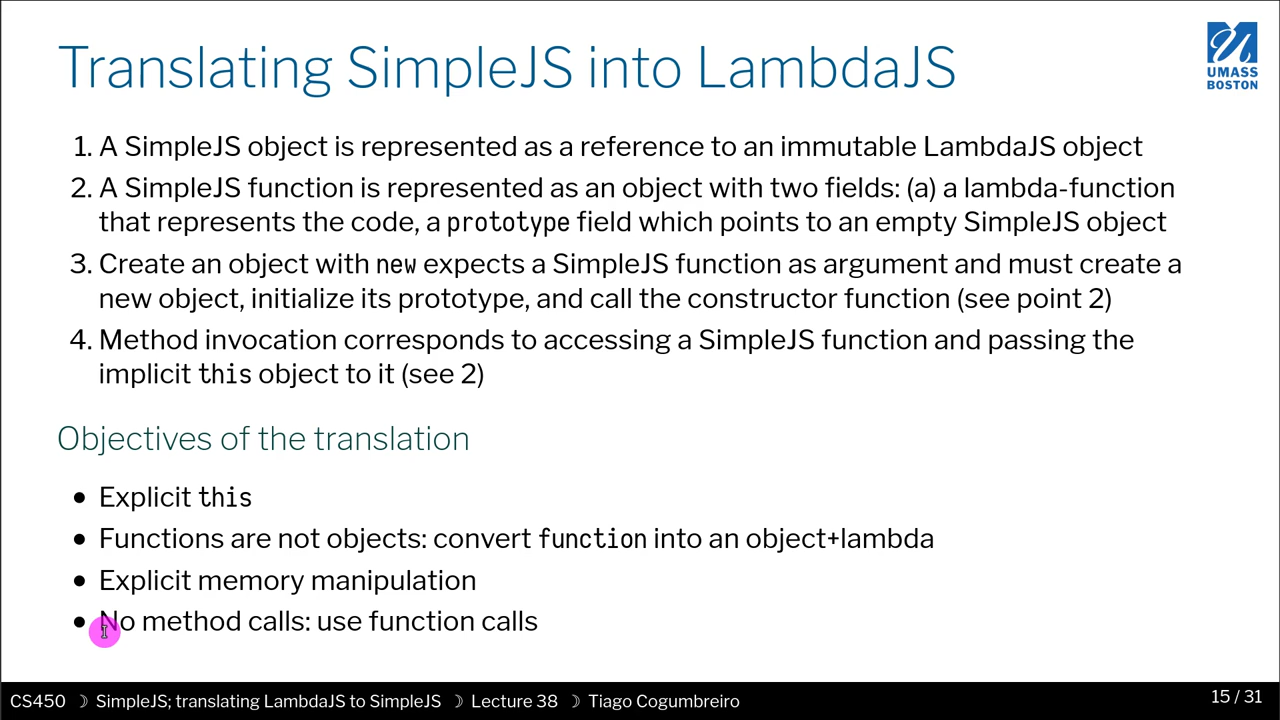 Translating SimpleJS into LambdaJS
UMASS
BOSTON
1. A SimpleJS object is represented as a reference to an immutable LambdaJS object
2. A SimpleJS function is represented as an object with two fields: (a) a lambda-function
that represents the code, a prototype field which points to an empty SimpleJS object
3. Create an object with new expects a SimpleJS function as argument and must create a
new object, initialize its prototype, and call the constructor function (see point 2)
4. Method invocation corresponds to accessing a SimpleJS function and passing the
implicit this object to it (see 2)
Objectives of the translation
• Explicit this
• Functions are not objects: convert function into an object+lambda
• Explicit memory manipulation
• No method calls: use function calls
CS450 ☽ SimpleJS; translating LambdaJS to SimpleJS ☽ Lecture 38 ☽ Tiago Cogumbreiro
15 / 31